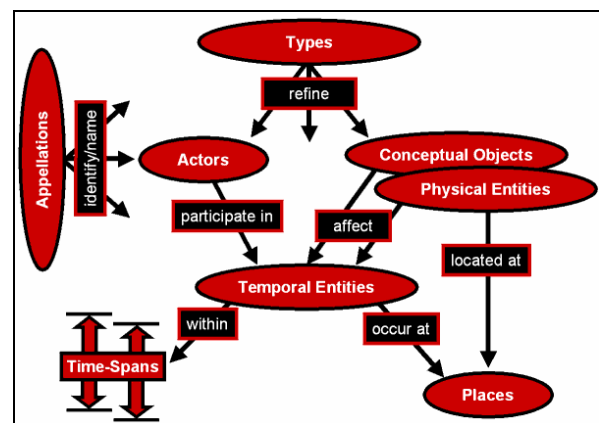 Types
refine
Appellations
identify/name
Actors
Conceptual Objects
Physical Entities
participate in
affect
located at
Temporal Entities
within
occur at
Time-Spans
Places